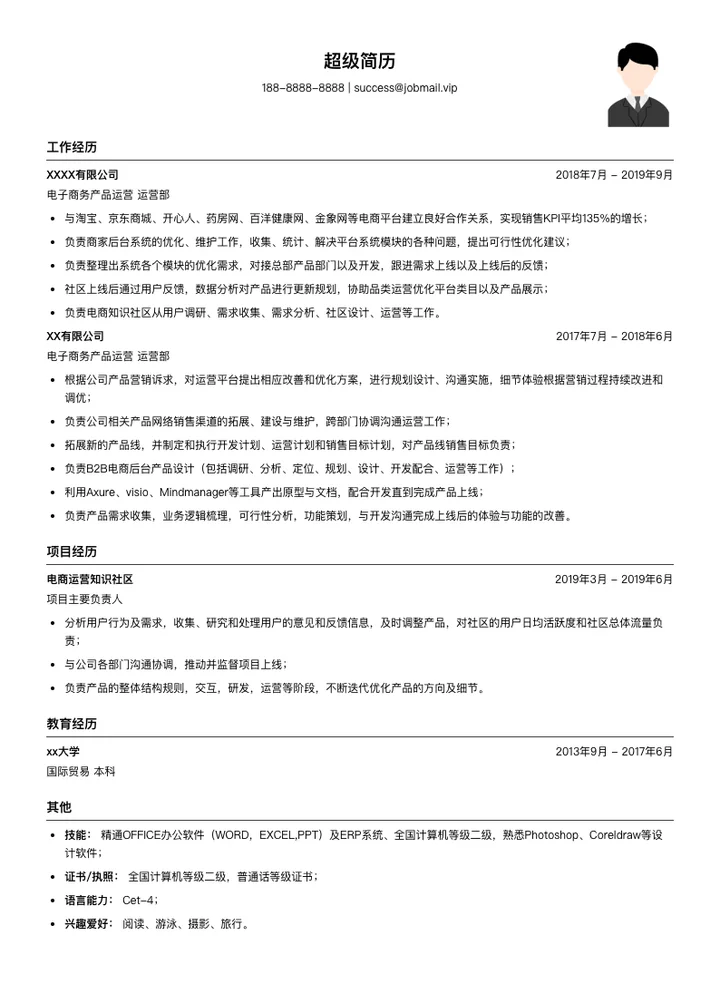 超级简历
188-8888-8888 | success@jobmail.vip
工作经历
XXXX有限公司 2018年7月 - 2019年9月
电子商务产品运营 运营部
• 与淘宝、京东商城、开心人、药房网、百洋健康网、金象网等电商平台建立良好合作关系，实现销售KPI平均135%的增长；
• 负责商家后台系统的优化、维护工作，收集、统计、解决平台系统模块的各种问题，提出可行性优化建议；
• 负责整理出系统各个模块的优化需求，对接总部产品部门以及开发，跟进需求上线以及上线后的反馈；
• 社区上线后通过用户反馈，数据分析对产品进行更新规划，协助品类运营优化平台类目以及产品展示；
• 负责电商知识社区从用户调研、需求收集、需求分析、社区设计、运营等工作。
XX有限公司 2017年7月 - 2018年6月
电子商务产品运营 运营部
• 根据公司产品营销诉求，对运营平台提出相应改善和优化方案，进行规划设计、沟通实施，细节体验根据营销过程持续改进和
调优；
• 负责公司相关产品网络销售渠道的拓展、建设与维护，跨部门协调沟通运营工作；
• 拓展新的产品线，并制定和执行开发计划、运营计划和销售目标计划，对产品线销售目标负责；
• 负责B2B电商后台产品设计（包括调研、分析、定位、规划、设计、开发配合、运营等工作）；
• 利用Axure、visio、Mindmanager等工具产出原型与文档，配合开发直到完成产品上线；
• 负责产品需求收集，业务逻辑梳理，可行性分析，功能策划，与开发沟通完成上线后的体验与功能的改善。
项目经历
电商运营知识社区 2019年3月 - 2019年6月
项目主要负责人
• 分析用户行为及需求，收集、研究和处理用户的意见和反馈信息，及时调整产品，对社区的用户日均活跃度和社区总体流量负
责；
• 与公司各部门沟通协调，推动并监督项目上线；
• 负责产品的整体结构规则，交互，研发，运营等阶段，不断迭代优化产品的方向及细节。
教育经历
xx大学 2013年9月 - 2017年6月
国际贸易 本科
其他
• 技能： 精通OFFICE办公软件（WORD，EXCEL,PPT）及ERP系统、全国计算机等级二级，熟悉Photoshop、Coreldraw等设
计软件；
• 证书/执照： 全国计算机等级二级，普通话等级证书；
• 语言能力： Cet-4；
• 兴趣爱好： 阅读、游泳、摄影、旅行。